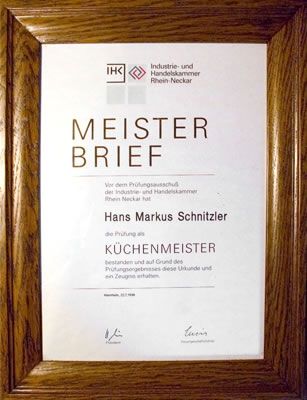 IHK
Industrie- und
Handelskammer
Rhein-Neckar
MEISTER
BRIEF
Vor dem Prüfungsausschuß
der Industrie- und Handelskammer
Rhein Neckar hat
Hans Markus Schnitzler
die Prüfung als
KÜCHENMEISTER
bestanden und auf Grund des
Prüfungsergebnisses diese Urkunde und
ein Zeugnis erhalten.
Mannheim,
Präsident
Hauptgeschäftsführer